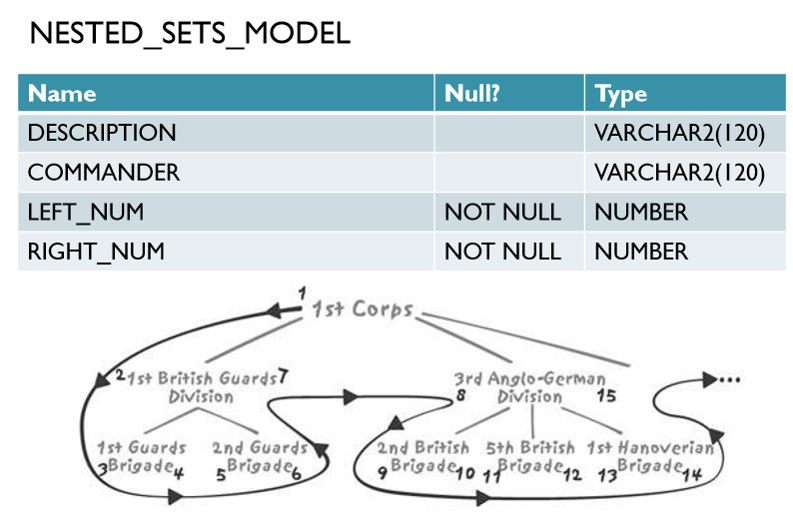 NESTED_SETS_MODEL
Name Null? Type
DESCRIPTION VARCHAR2(120)
COMMANDER VARCHAR2(120)
LEFT_NUM NOT NULL NUMBER
RIGHT_NUM NOT NULL NUMBER
1
1st Corps
2 1st British Guards 7
Division
3rd Anglo-German
8 Division 15
...
1st Guards
3 Brigade 4
2nd Guards
5 Brigade 6
2nd British
9 Brigade 10
5th British
11 Brigade 12
1st Hanoverian
13 Brigade 14